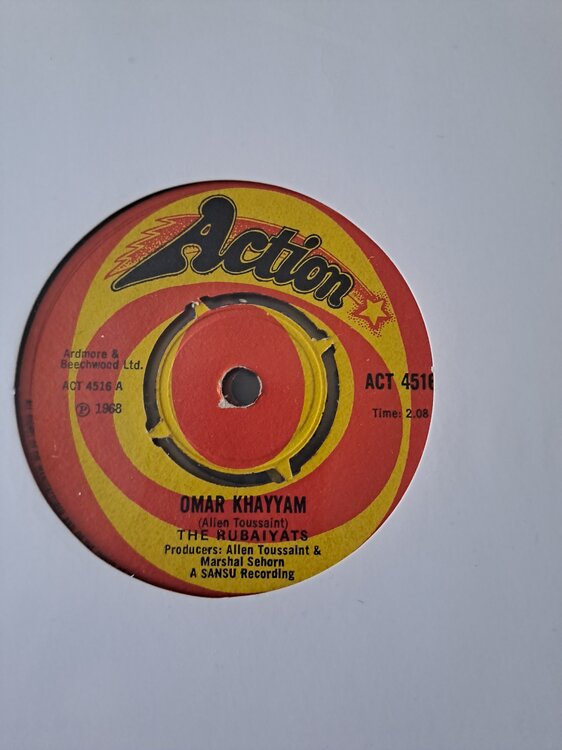 Action
Ardmore &
Beechwood Ltd.
ACT 4516 A
Ⓟ 1968
ACT 4516
Time: 2.08
OMAR KHAYYAM
(Allen Toussaint)
THE RUBAIYATS
Producers: Allen Toussaint &
Marshal Sehorn
A SANSU Recording